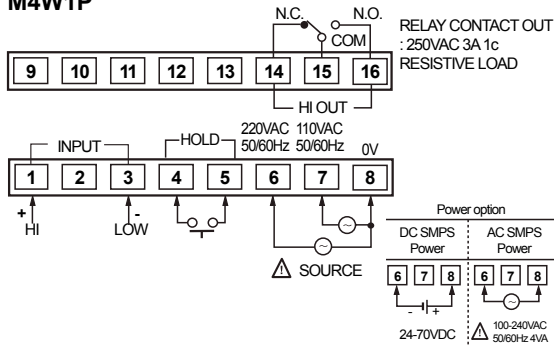 M4W1P
N.C.
N.O.
COM
RELAY CONTACT OUT
: 250VAC 3A 1c
RESISTIVE LOAD
9 10 11 12 13 14 15 16
HI OUT
INPUT
HOLD
220VAC 110VAC
50/60Hz 50/60Hz
0V
1 2 3 4 5 6 7 8
+ -
HI LOW
SOURCE
Power option
DC SMPS
Power
AC SMPS
Power
6 7 8
6 7 8
- +
24-70VDC
100-240VAC
50/60Hz 4VA